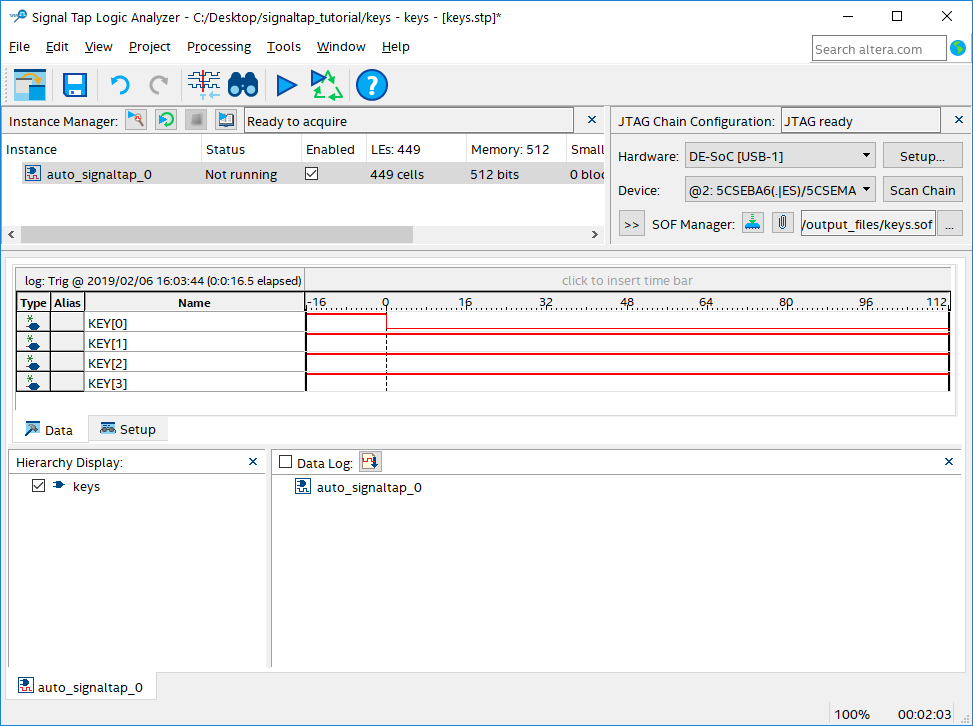 Signal Tap Logic Analyzer - C:/Desktop/signaltap_tutorial/keys - keys - [keys.stp]*
File Edit View Project Processing Tools Window Help
Search altera.com
Instance Manager: Ready to acquire
JTAG Chain Configuration: JTAG ready
Instance Status Enabled LEs: 449 Memory: 512 Small
auto_signaltap_0 Not running 449 cells 512 bits 0 bloc
Hardware: DE-SoC [USB-1] Setup...
Device: @2: 5CSEBA6(.|ES)/5CSEMA Scan Chain
>> SOF Manager: /output_files/keys.sof ...
log: Trig @ 2019/02/06 16:03:44 (0:0:16.5 elapsed) click to insert time bar
Type Alias Name -16 0 16 32 48 64 80 96 112
KEY[0]
KEY[1]
KEY[2]
KEY[3]
Data Setup
Hierarchy Display:
keys
Data Log:
auto_signaltap_0
auto_signaltap_0
100% 00:02:03